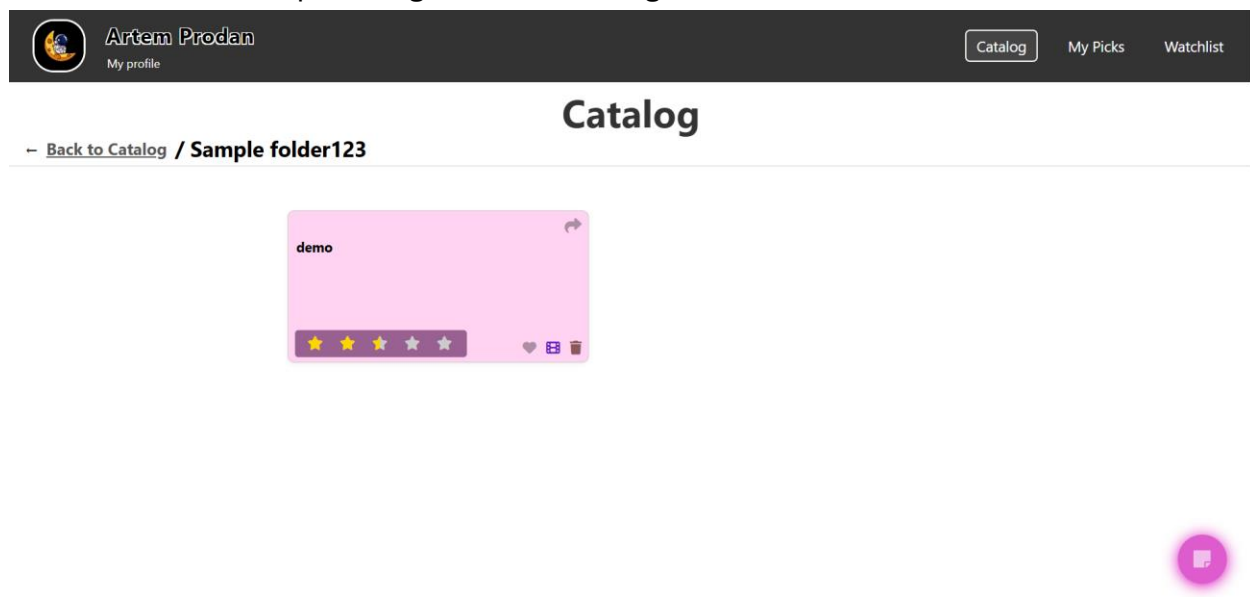 Artem Prodan
My profile
Catalog
My Picks
Watchlist
Catalog
← Back to Catalog / Sample folder123
demo